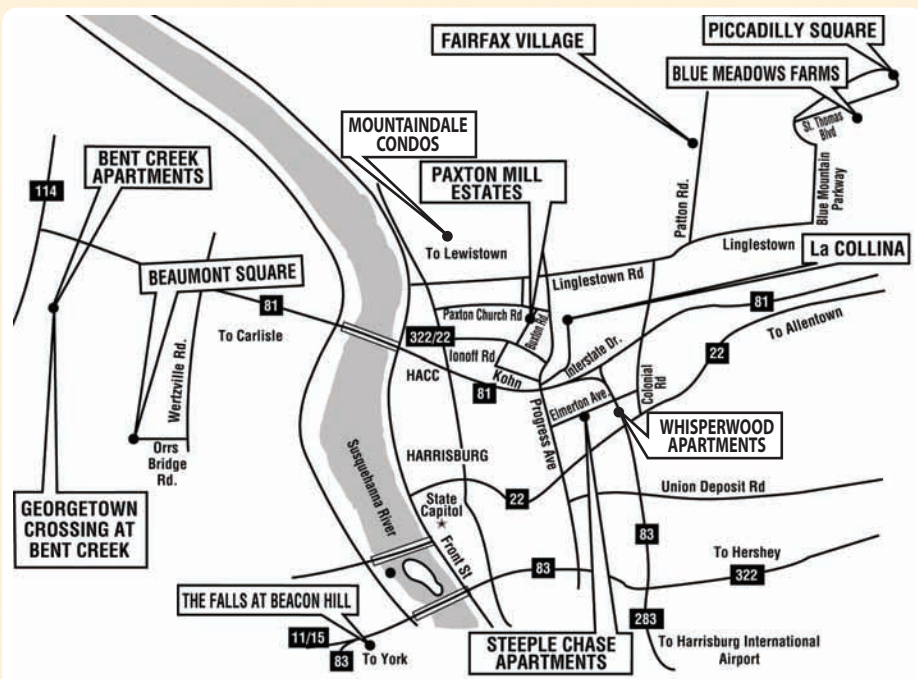 FAIRFAX VILLAGE
PICCADILLY SQUARE
BLUE MEADOWS FARMS
St. Thomas
Blvd
MOUNTAINDALE
CONDOS
BENT CREEK
APARTMENTS
PAXTON MILL
ESTATES
114
Patton Rd.
Blue Mountain
Parkway
To Lewistown
Linglestown
Linglestown Rd
La COLLINA
BEAUMONT SQUARE
81
To Carlisle
Wertzville Rd.
Paxton Church Rd
Buxton Rd.
322/22
Ionoff Rd
Kohn
HACC
81
Interstate Dr.
81
To Allentown
22
Colonial
Rd
Elmerton Ave.
Progress Ave
WHISPERWOOD
APARTMENTS
Orrs
Bridge
Rd.
Susquehanna River
HARRISBURG
State
Capitol
22
Union Deposit Rd
GEORGETOWN
CROSSING AT
BENT CREEK
Front St
83
83
To Hershey
322
THE FALLS AT BEACON HILL
11/15
83
To York
STEEPLE CHASE
APARTMENTS
283
To Harrisburg International
Airport